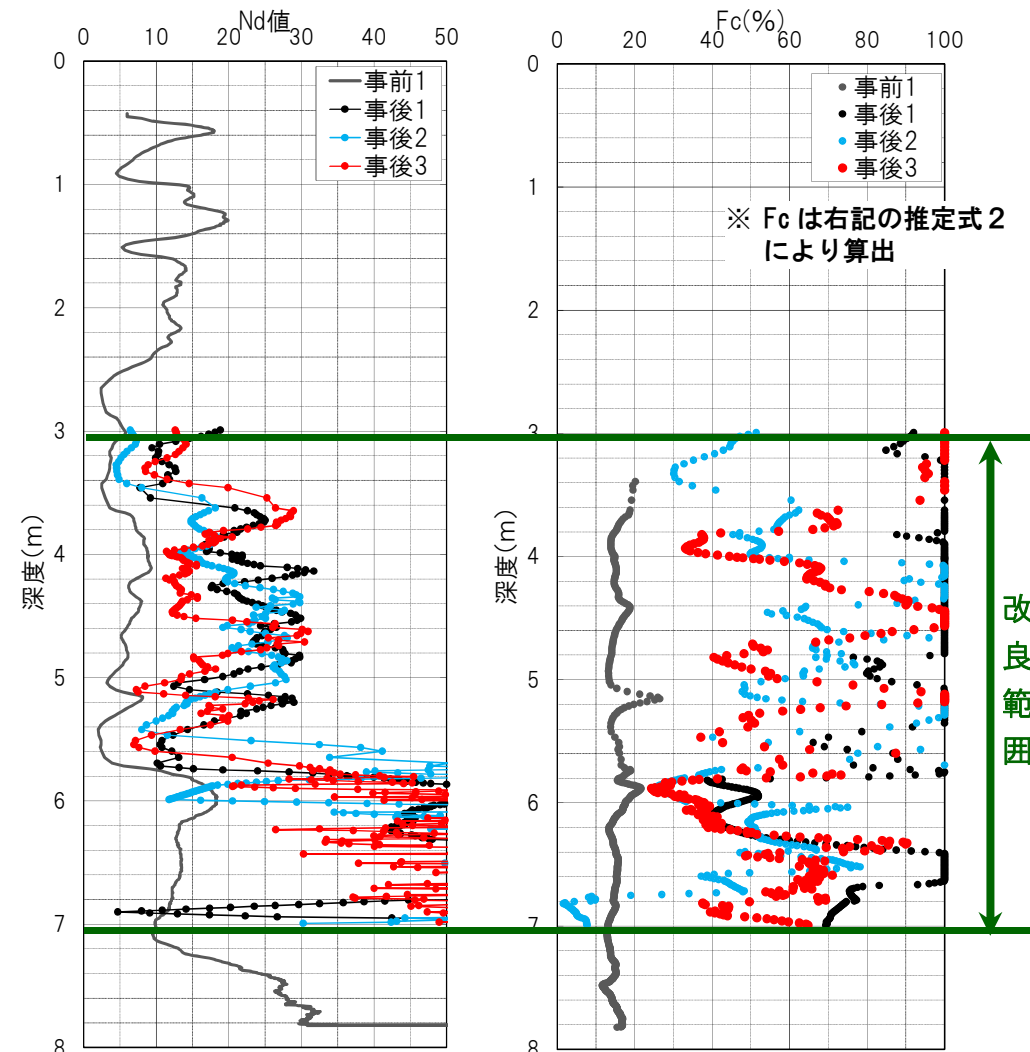 Nd値
0 10 20 30 40 50
0
1
2
3
4
5
6
7
8
深度(m)
事前1
事後1
事後2
事後3
Fc(%)
0 20 40 60 80 100
0
1
2
3
4
5
6
7
8
深度(m)
事前1
事後1
事後2
事後3
※ Fcは右記の推定式2
により算出
改
良
範
囲